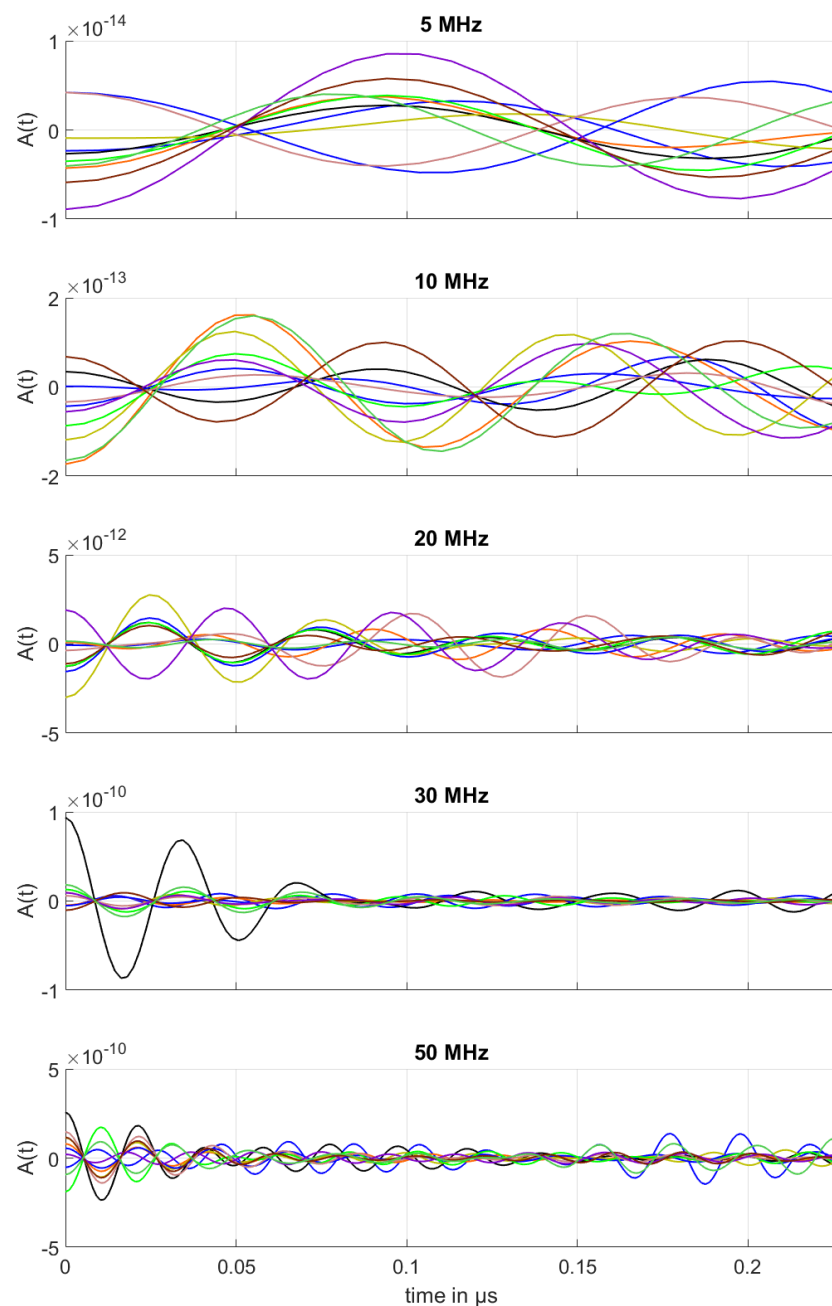 5 MHz
×10⁻¹⁴
1
0
-1
A(t)
10 MHz
×10⁻¹³
2
0
-2
A(t)
20 MHz
×10⁻¹²
5
0
-5
A(t)
30 MHz
×10⁻¹⁰
1
0
-1
A(t)
50 MHz
×10⁻¹⁰
5
0
-5
A(t)
0 0.05 0.1 0.15 0.2
time in μs